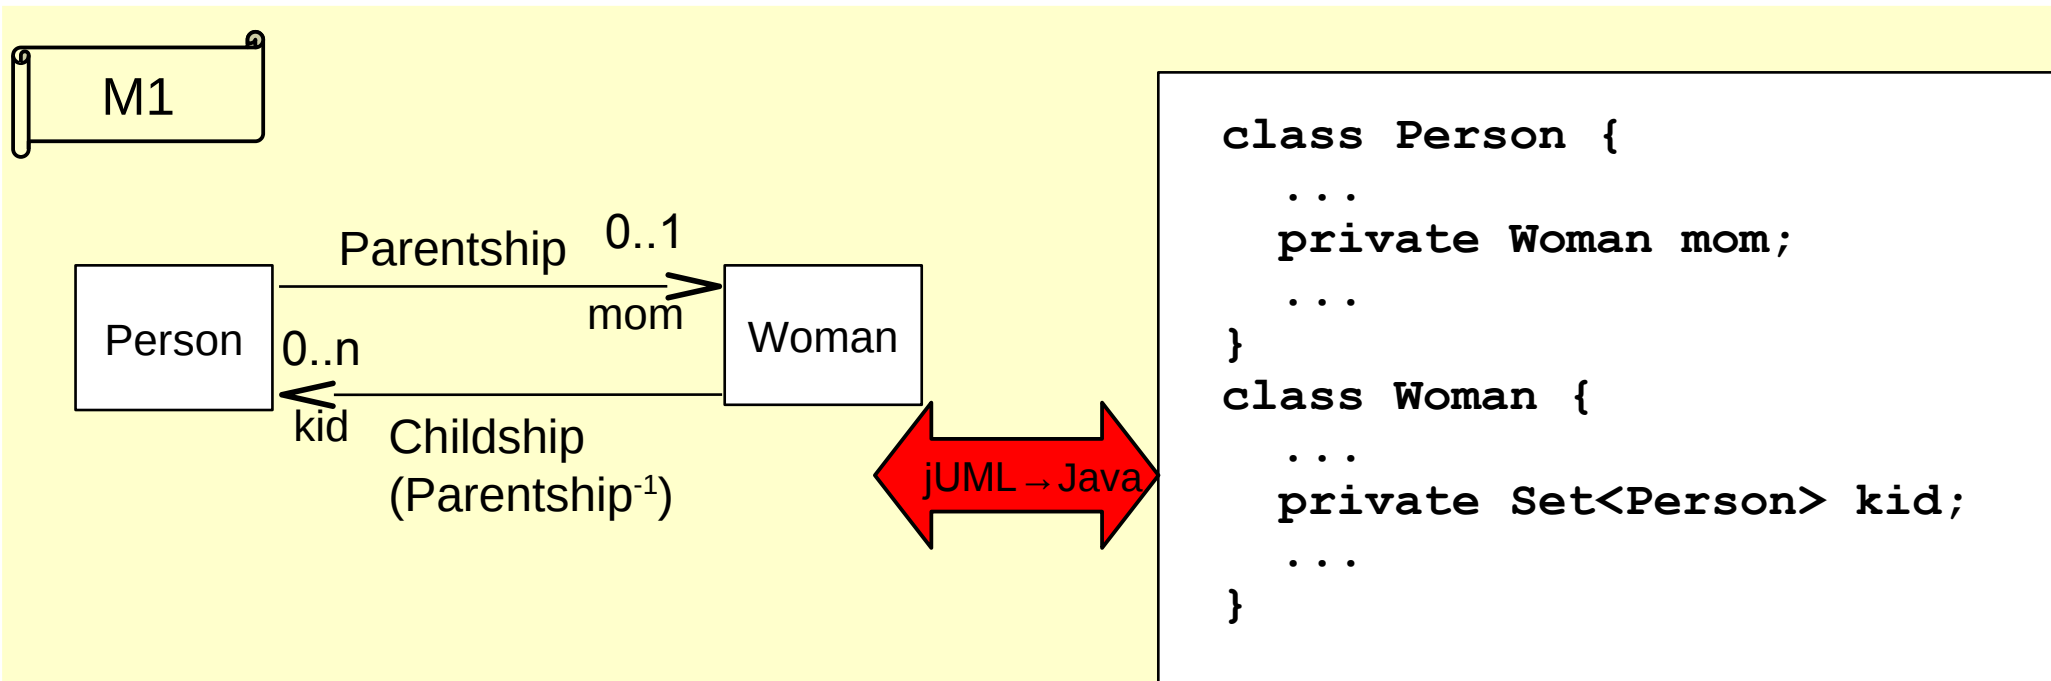 M1
Parentship
0..1
mom
Person
Woman
0..n
kid
Childship
(Parentship⁻¹)
jUML→Java
class Person {
...
private Woman mom;
...
}
class Woman {
...
private Set<Person> kid;
...
}